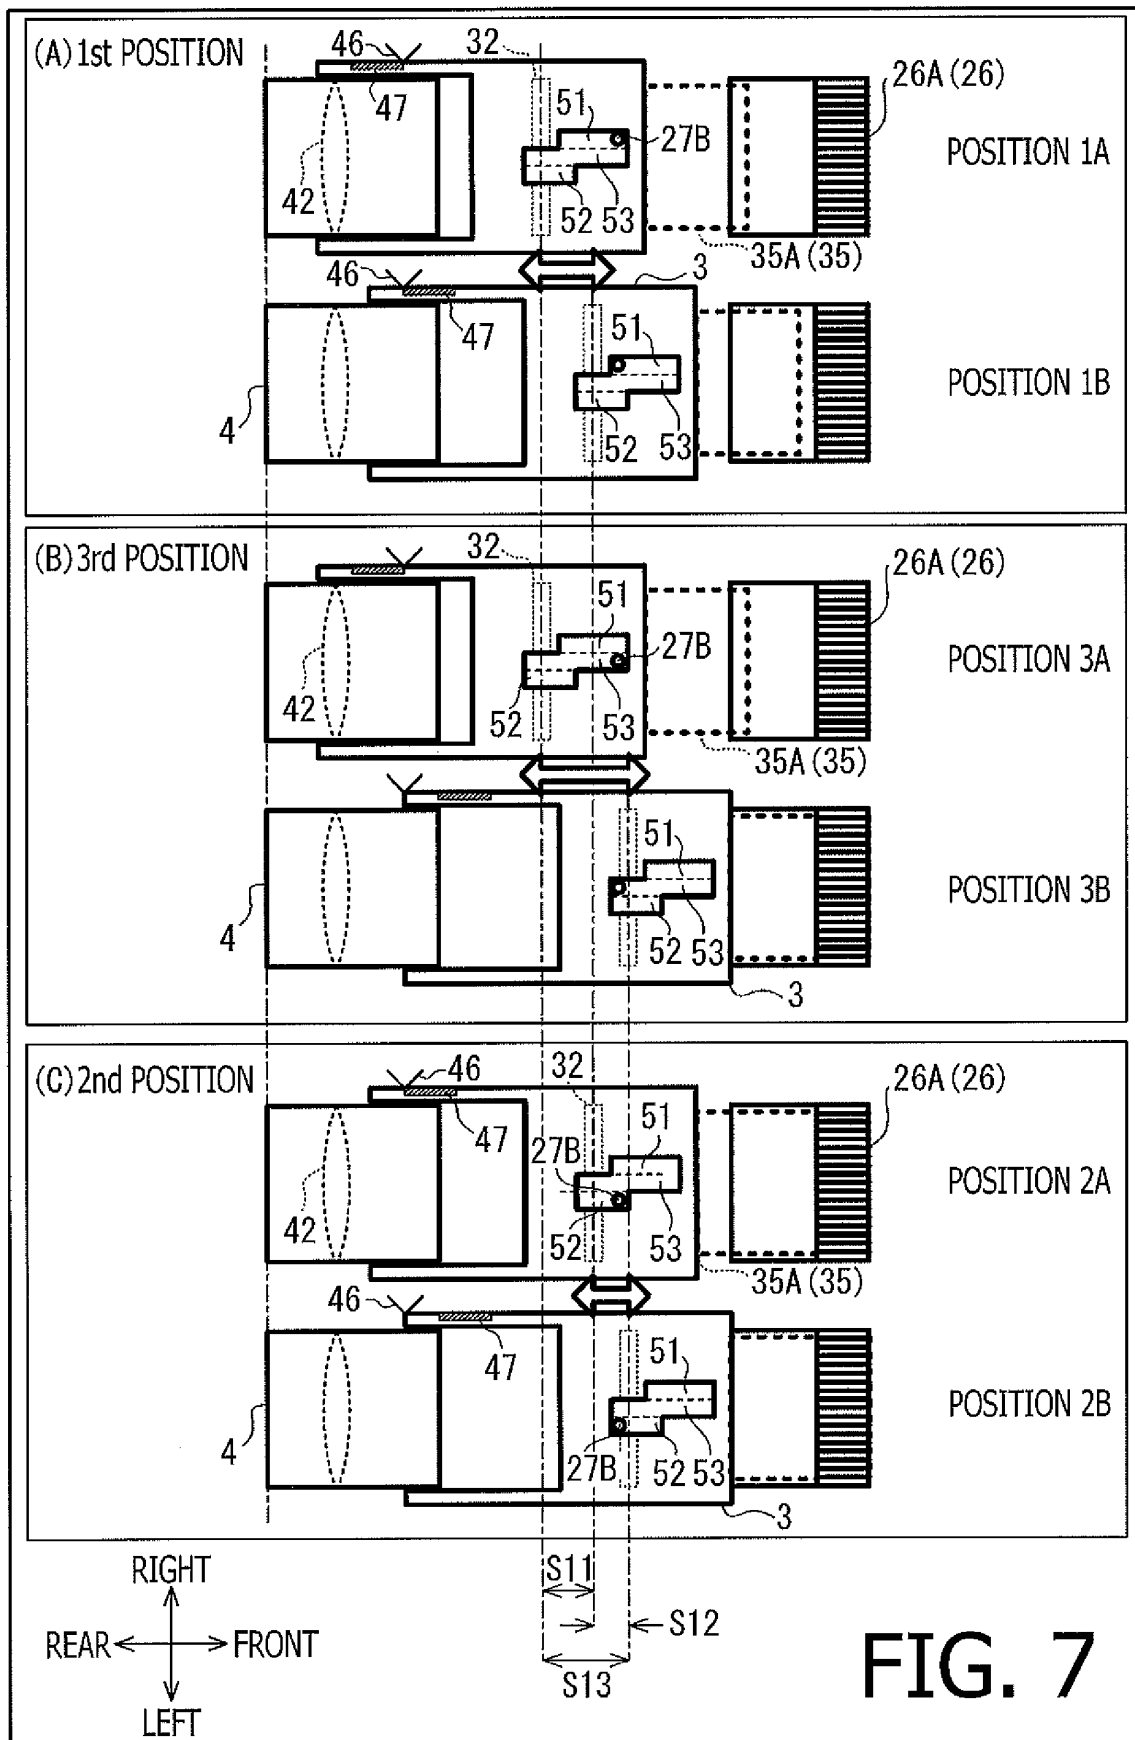 (A) 1st POSITION
46
32
26A (26)
47
51
27B
POSITION 1A
42
52
53
35A (35)
46
3
47
51
POSITION 1B
4
52
53
(B) 3rd POSITION
32
26A (26)
51
27B
POSITION 3A
42
52
53
35A (35)
51
POSITION 3B
4
52
53
3
(C) 2nd POSITION
46
32
26A (26)
47
27B
51
POSITION 2A
42
52
53
35A (35)
46
47
51
POSITION 2B
4
27B
52
53
3
S11
RIGHT
S12
REAR
FRONT
S13
LEFT
FIG. 7